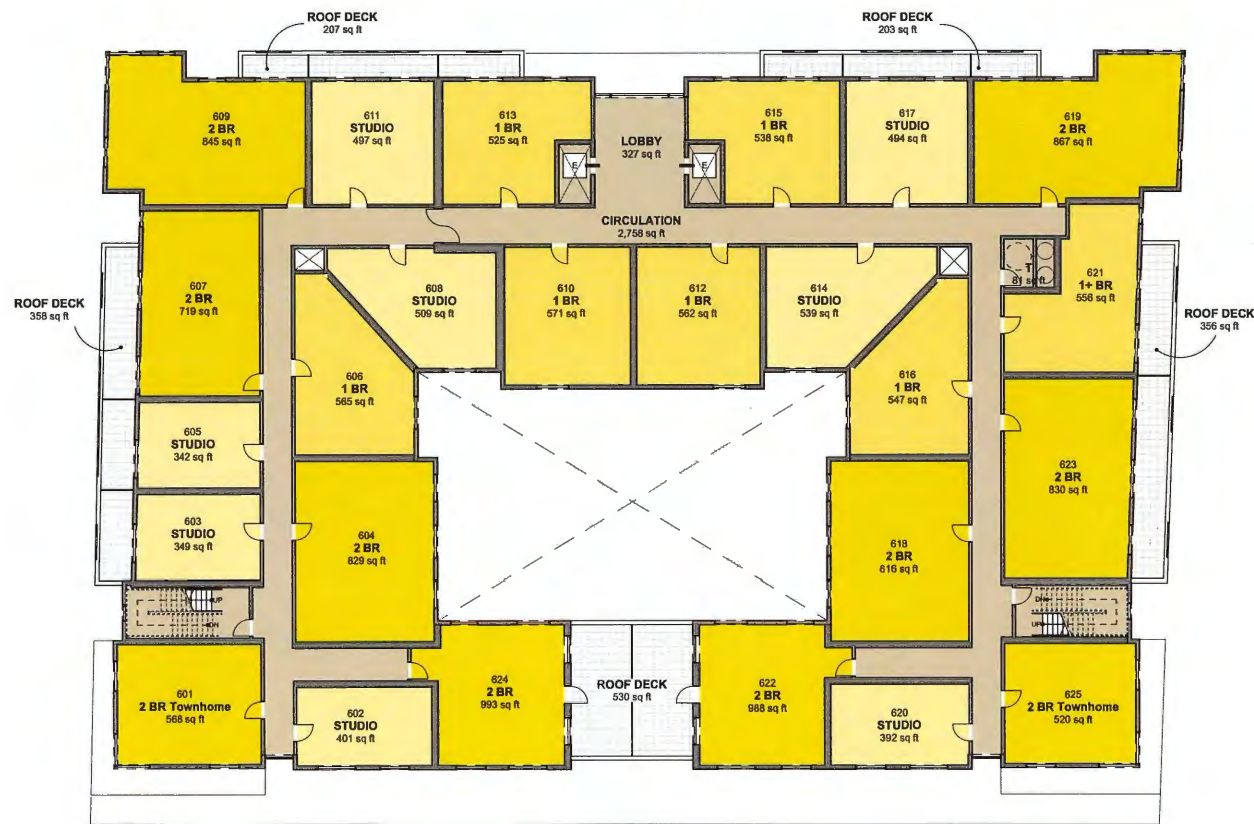 ROOF DECK
207 sq ft
ROOF DECK
203 sq ft
609
2 BR
845 sq ft
611
STUDIO
497 sq ft
613
1 BR
525 sq ft
E
LOBBY
327 sq ft
E
615
1 BR
538 sq ft
617
STUDIO
494 sq ft
619
2 BR
867 sq ft
CIRCULATION
2,758 sq ft
607
2 BR
719 sq ft
608
STUDIO
509 sq ft
610
1 BR
571 sq ft
612
1 BR
562 sq ft
614
STUDIO
539 sq ft
T
81 sq ft
621
1+ BR
558 sq ft
ROOF DECK
358 sq ft
ROOF DECK
356 sq ft
606
1 BR
565 sq ft
616
1 BR
547 sq ft
605
STUDIO
342 sq ft
603
STUDIO
349 sq ft
604
2 BR
829 sq ft
618
2 BR
816 sq ft
623
2 BR
830 sq ft
UP
DN
DN
UP
601
2 BR Townhome
568 sq ft
602
STUDIO
401 sq ft
624
2 BR
993 sq ft
ROOF DECK
530 sq ft
622
2 BR
988 sq ft
620
STUDIO
392 sq ft
625
2 BR Townhome
520 sq ft